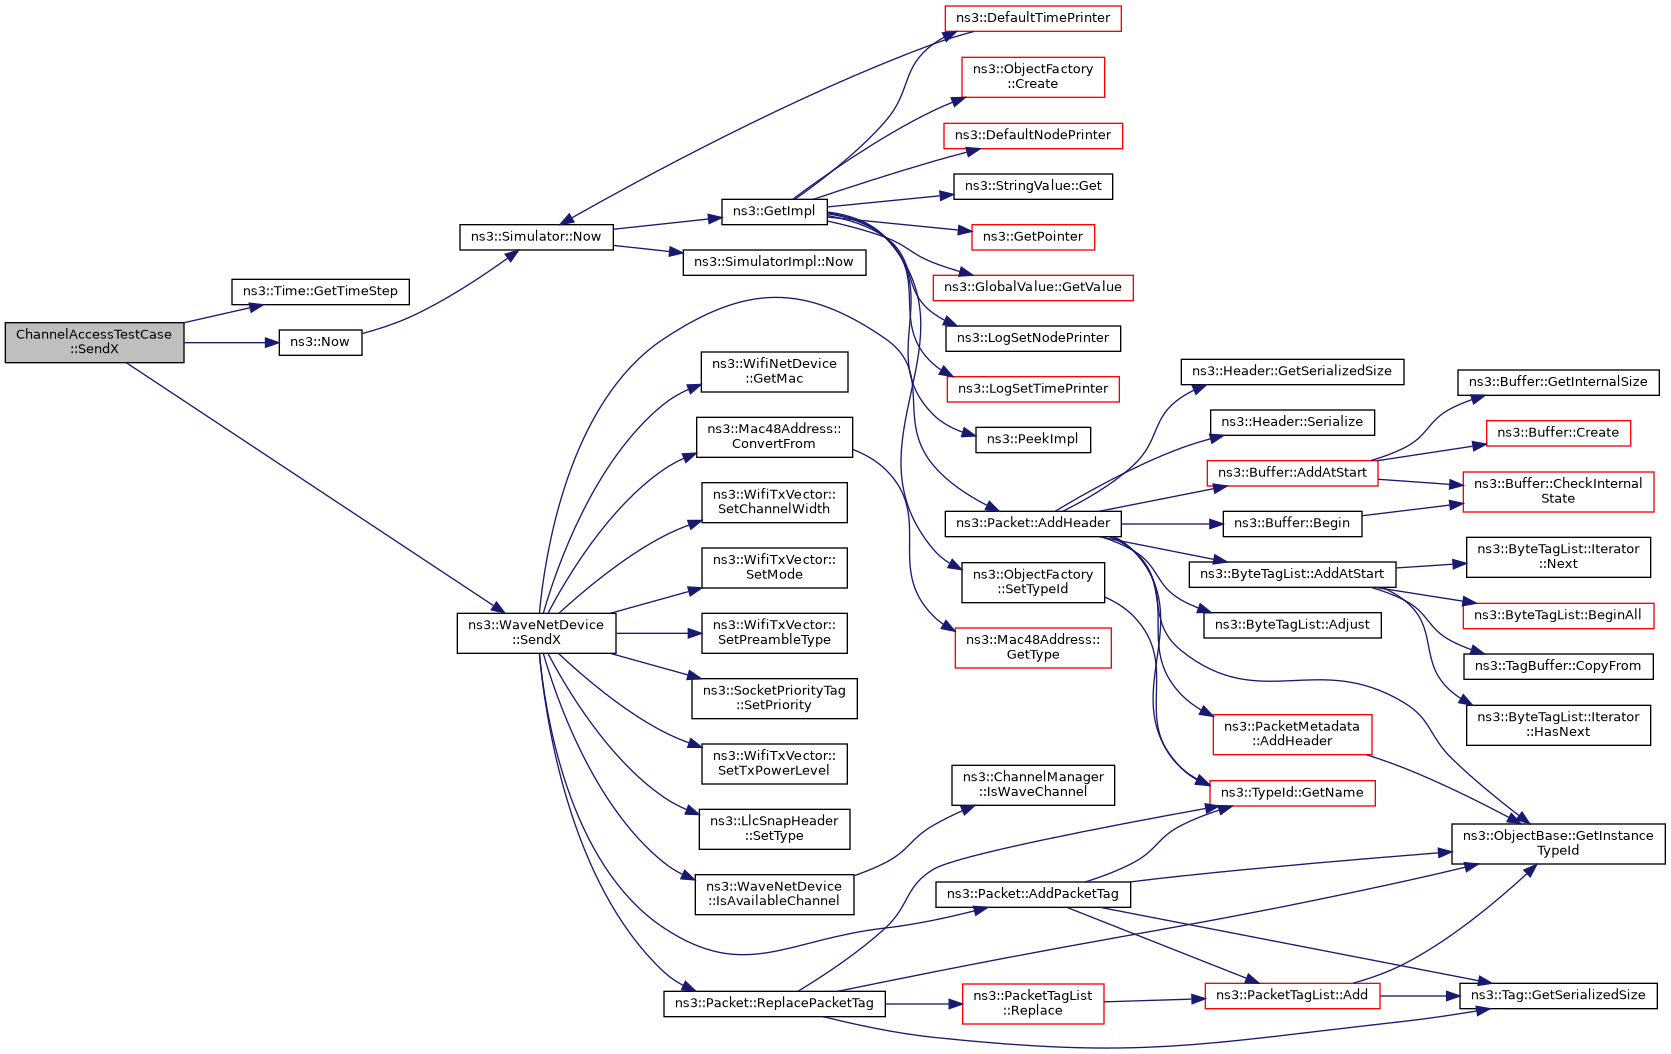 ChannelAccessTestCase
::SendX
ns3::Time::GetTimeStep
ns3::Now
ns3::WaveNetDevice
::SendX
ns3::Simulator::Now
ns3::GetImpl
ns3::SimulatorImpl::Now
ns3::DefaultTimePrinter
ns3::ObjectFactory
::Create
ns3::DefaultNodePrinter
ns3::StringValue::Get
ns3::GetPointer
ns3::GlobalValue::GetValue
ns3::LogSetNodePrinter
ns3::LogSetTimePrinter
ns3::PeekImpl
ns3::WifiNetDevice
::GetMac
ns3::Mac48Address::
ConvertFrom
ns3::WifiTxVector::
SetChannelWidth
ns3::WifiTxVector::
SetMode
ns3::WifiTxVector::
SetPreambleType
ns3::SocketPriorityTag
::SetPriority
ns3::WifiTxVector::
SetTxPowerLevel
ns3::LlcSnapHeader
::SetType
ns3::WaveNetDevice
::IsAvailableChannel
ns3::Packet::ReplacePacketTag
ns3::Packet::AddHeader
ns3::ObjectFactory
::SetTypeId
ns3::Mac48Address::
GetType
ns3::ChannelManager
::IsWaveChannel
ns3::Packet::AddPacketTag
ns3::PacketTagList
::Replace
ns3::Header::GetSerializedSize
ns3::Header::Serialize
ns3::Buffer::AddAtStart
ns3::Buffer::Begin
ns3::ByteTagList::AddAtStart
ns3::ByteTagList::Adjust
ns3::PacketMetadata
::AddHeader
ns3::TypeId::GetName
ns3::PacketTagList::Add
ns3::Buffer::GetInternalSize
ns3::Buffer::Create
ns3::Buffer::CheckInternal
State
ns3::ByteTagList::Iterator
::Next
ns3::ByteTagList::BeginAll
ns3::TagBuffer::CopyFrom
ns3::ByteTagList::Iterator
::HasNext
ns3::ObjectBase::GetInstance
TypeId
ns3::Tag::GetSerializedSize